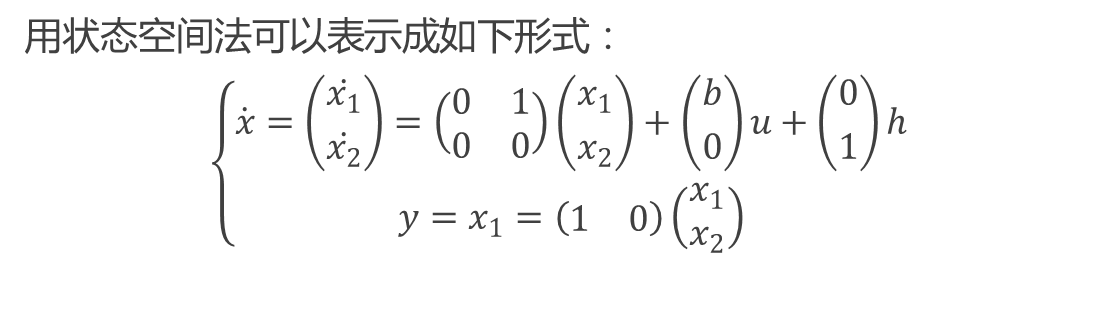 用状态空间法可以表示成如下形式：
ẋ = (ẋ₁ ẋ₂) = (0 1 0 0)(x₁ x₂) + (b 0)u + (0 1)h
y = x₁ = (1 0)(x₁ x₂)